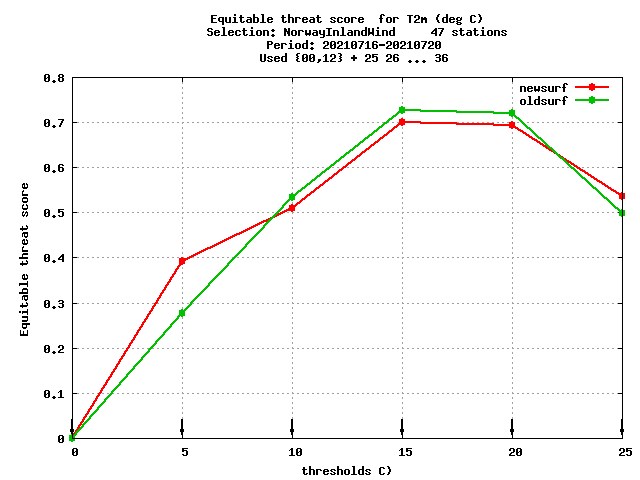 Equitable threat score  for T2m (deg C)
Selection: NorwayInlandWind     47 stations
Period: 20210716-20210720
Used {00,12} + 25 26 ... 36
newsurf
oldsurf
0.8
0.7
0.6
0.5
0.4
0.3
0.2
0.1
0
Equitable threat score
0 5 10 15 20 25
thresholds C)